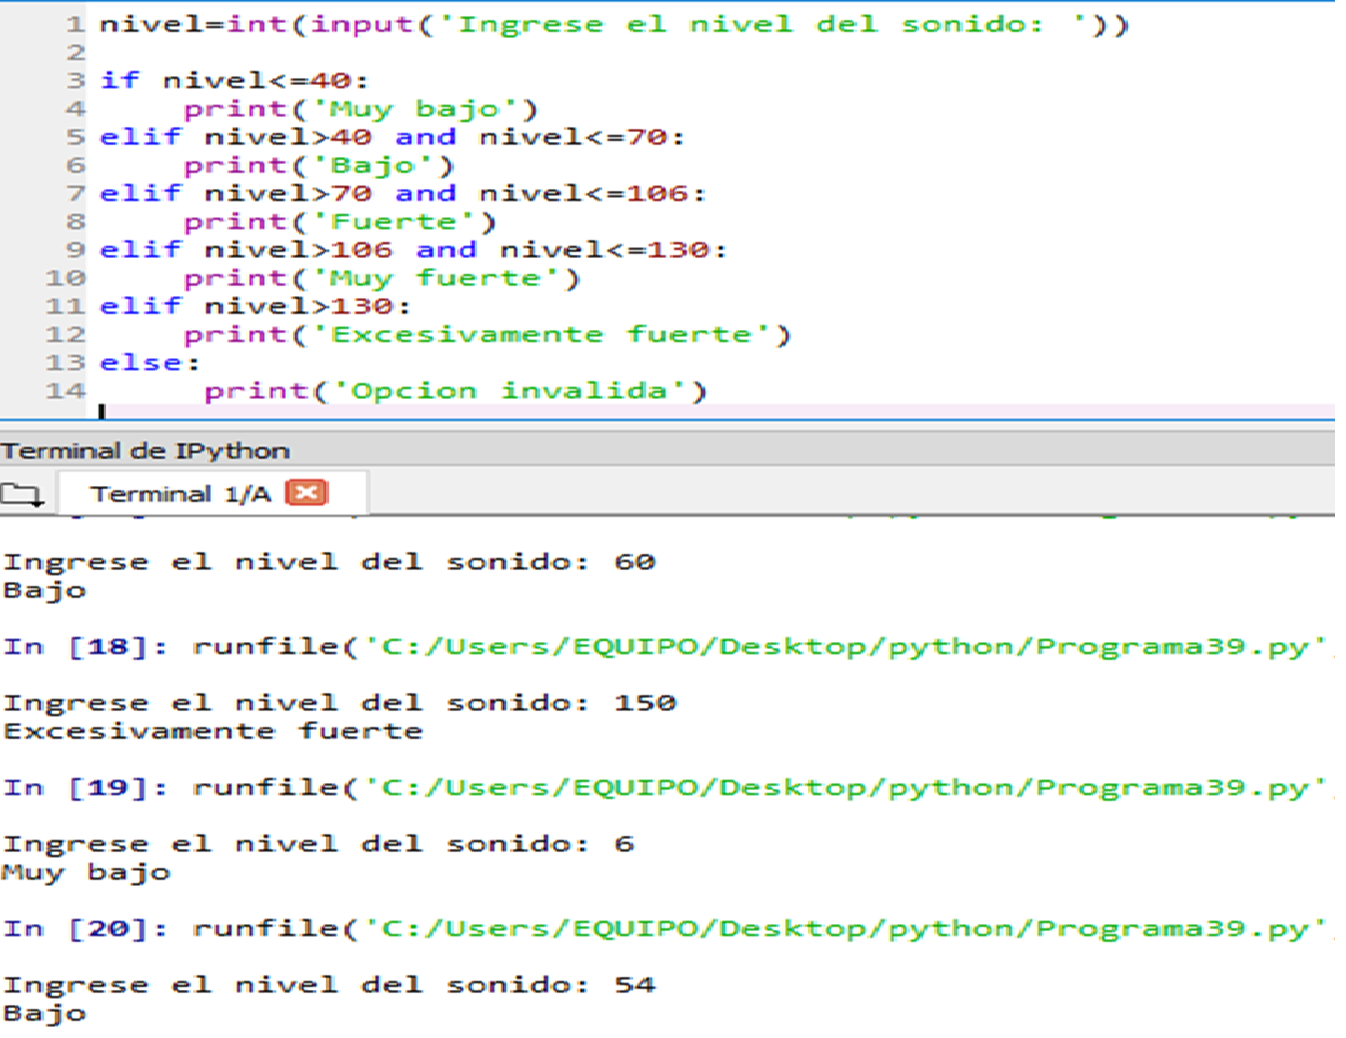 1 nivel=int(input('Ingrese el nivel del sonido: '))
2
3 if nivel<=40:
4     print('Muy bajo')
5 elif nivel>40 and nivel<=70:
6     print('Bajo')
7 elif nivel>70 and nivel<=106:
8     print('Fuerte')
9 elif nivel>106 and nivel<=130:
10     print('Muy fuerte')
11 elif nivel>130:
12     print('Excesivamente fuerte')
13 else:
14      print('Opcion invalida')
Terminal de IPython
Terminal 1/A
Ingrese el nivel del sonido: 60
Bajo
In [18]: runfile('C:/Users/EQUIPO/Desktop/python/Programa39.py'
Ingrese el nivel del sonido: 150
Excesivamente fuerte
In [19]: runfile('C:/Users/EQUIPO/Desktop/python/Programa39.py'
Ingrese el nivel del sonido: 6
Muy bajo
In [20]: runfile('C:/Users/EQUIPO/Desktop/python/Programa39.py'
Ingrese el nivel del sonido: 54
Bajo